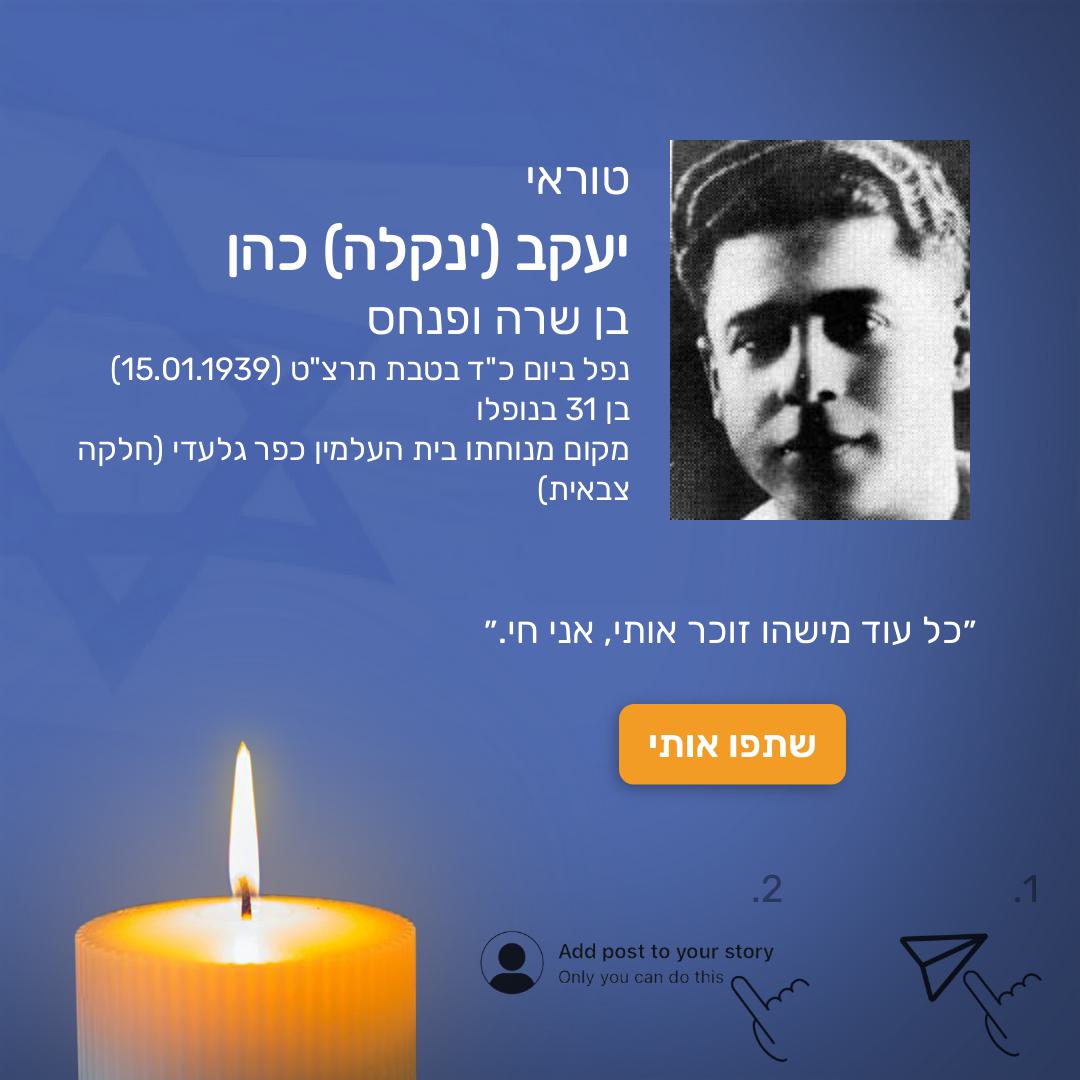 טוראי
יעקב (ינקלה) כהן
בן שרה ופנחס
נפל ביום כ"ד בטבת תרצ"ט (15.01.1939)
בן 31 בנופלו
מקום מנוחתו בית העלמין כפר גלעדי (חלקה
צבאית)
״כל עוד מישהו זוכר אותי, אני חי.״
שתפו אותי
1.
2.
Add post to your story
Only you can do this